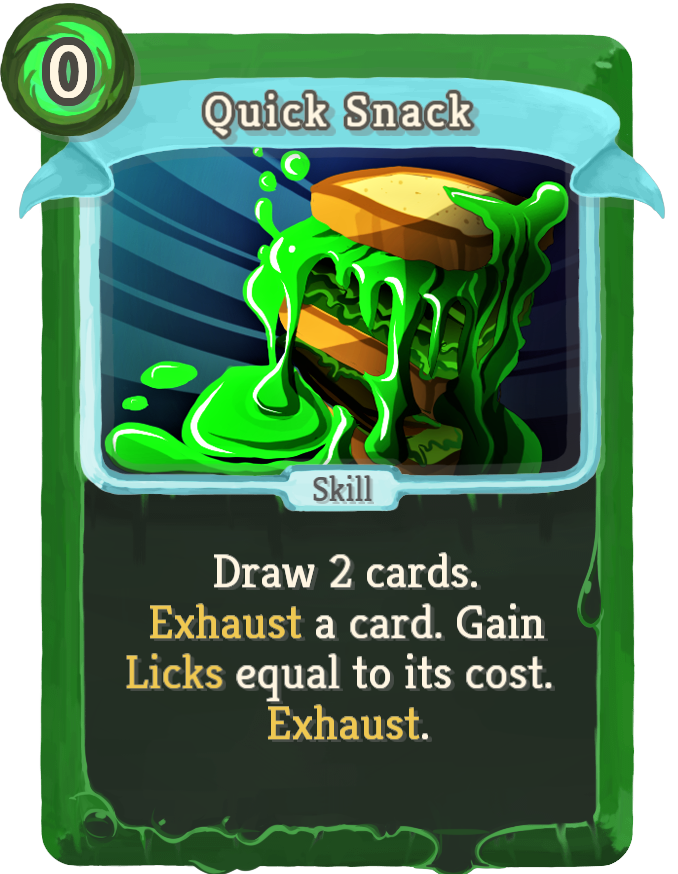 0
Quick Snack
Skill
Draw 2 cards.
Exhaust a card. Gain
Licks equal to its cost.
Exhaust.